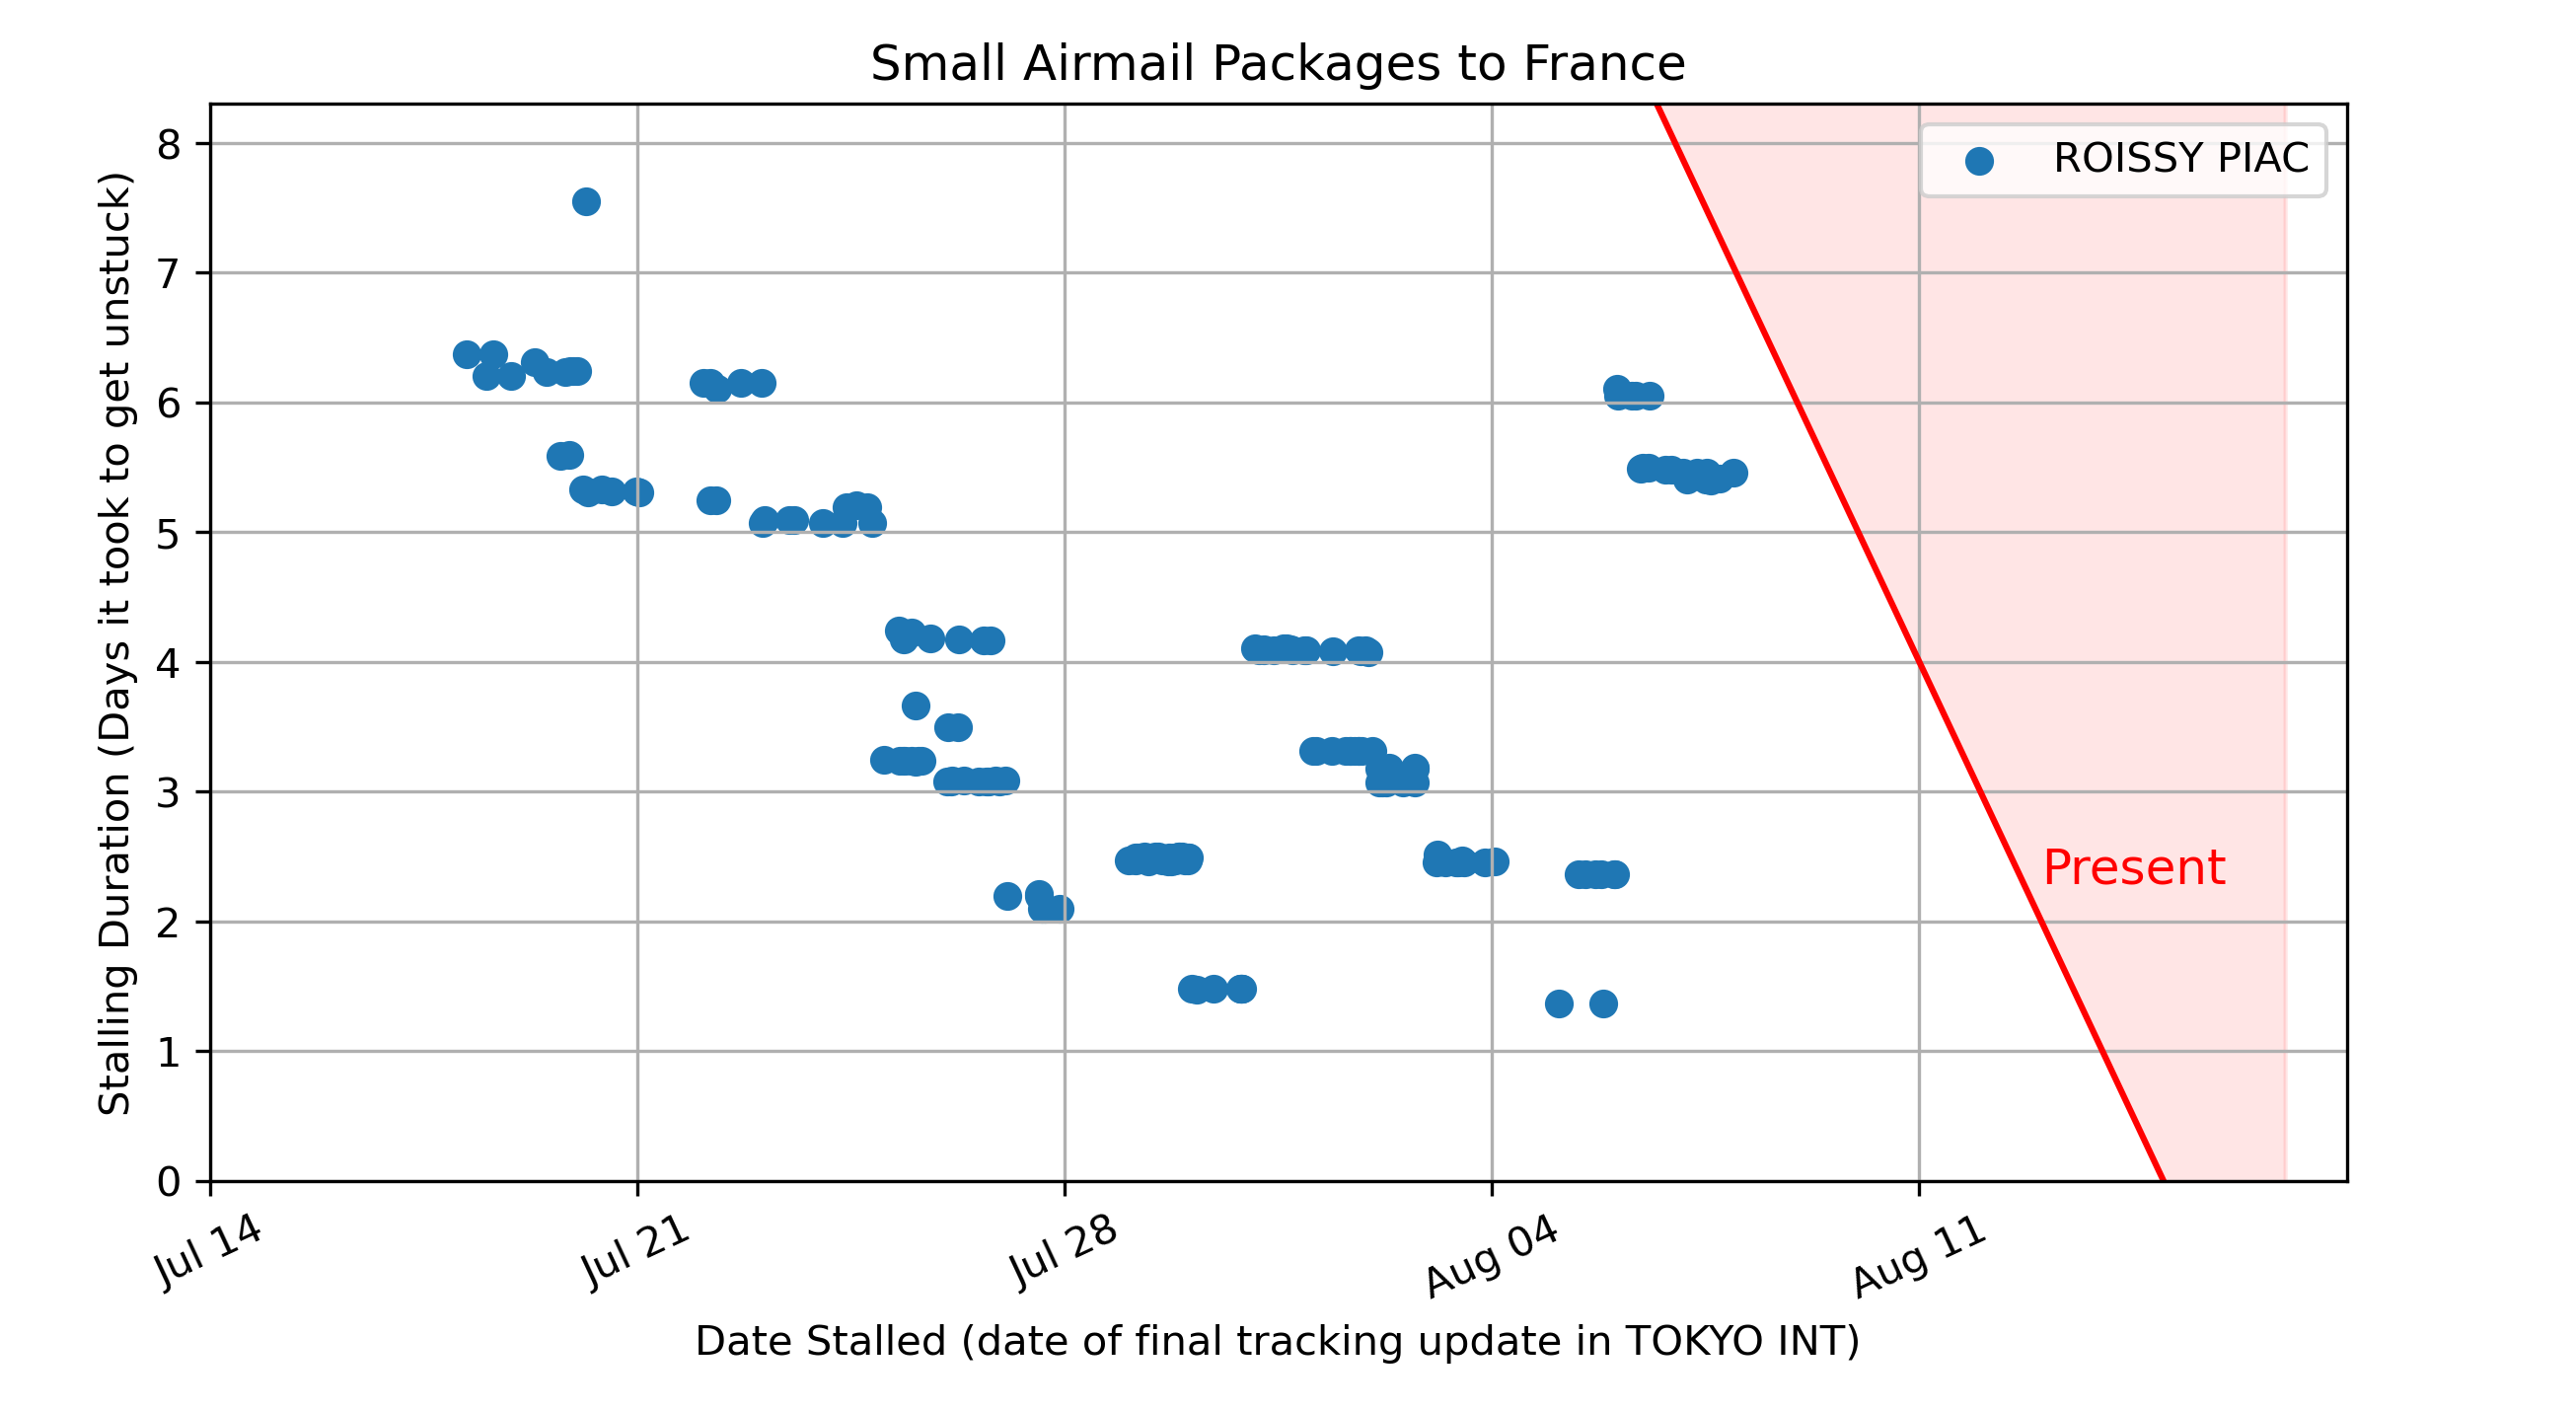 Small Airmail Packages to France
ROISSY PIAC
Stalling Duration (Days it took to get unstuck)
8
7
6
5
4
3
2
1
0
Present
Jul 14
Jul 21
Jul 28
Aug 04
Aug 11
Date Stalled (date of final tracking update in TOKYO INT)